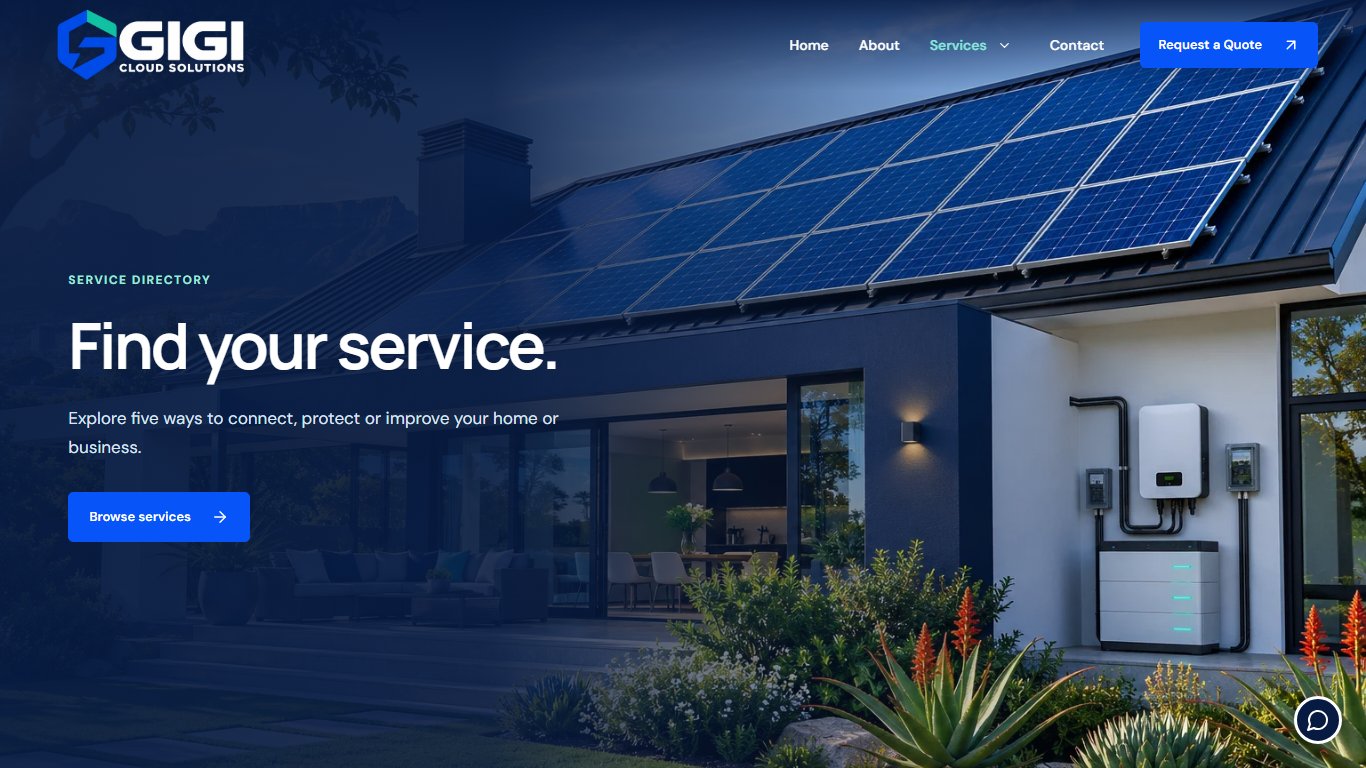 GIGI
CLOUD SOLUTIONS
Home About Services Contact Request a Quote
SERVICE DIRECTORY
Find your service.
Explore five ways to connect, protect or improve your home or
business.
Browse services